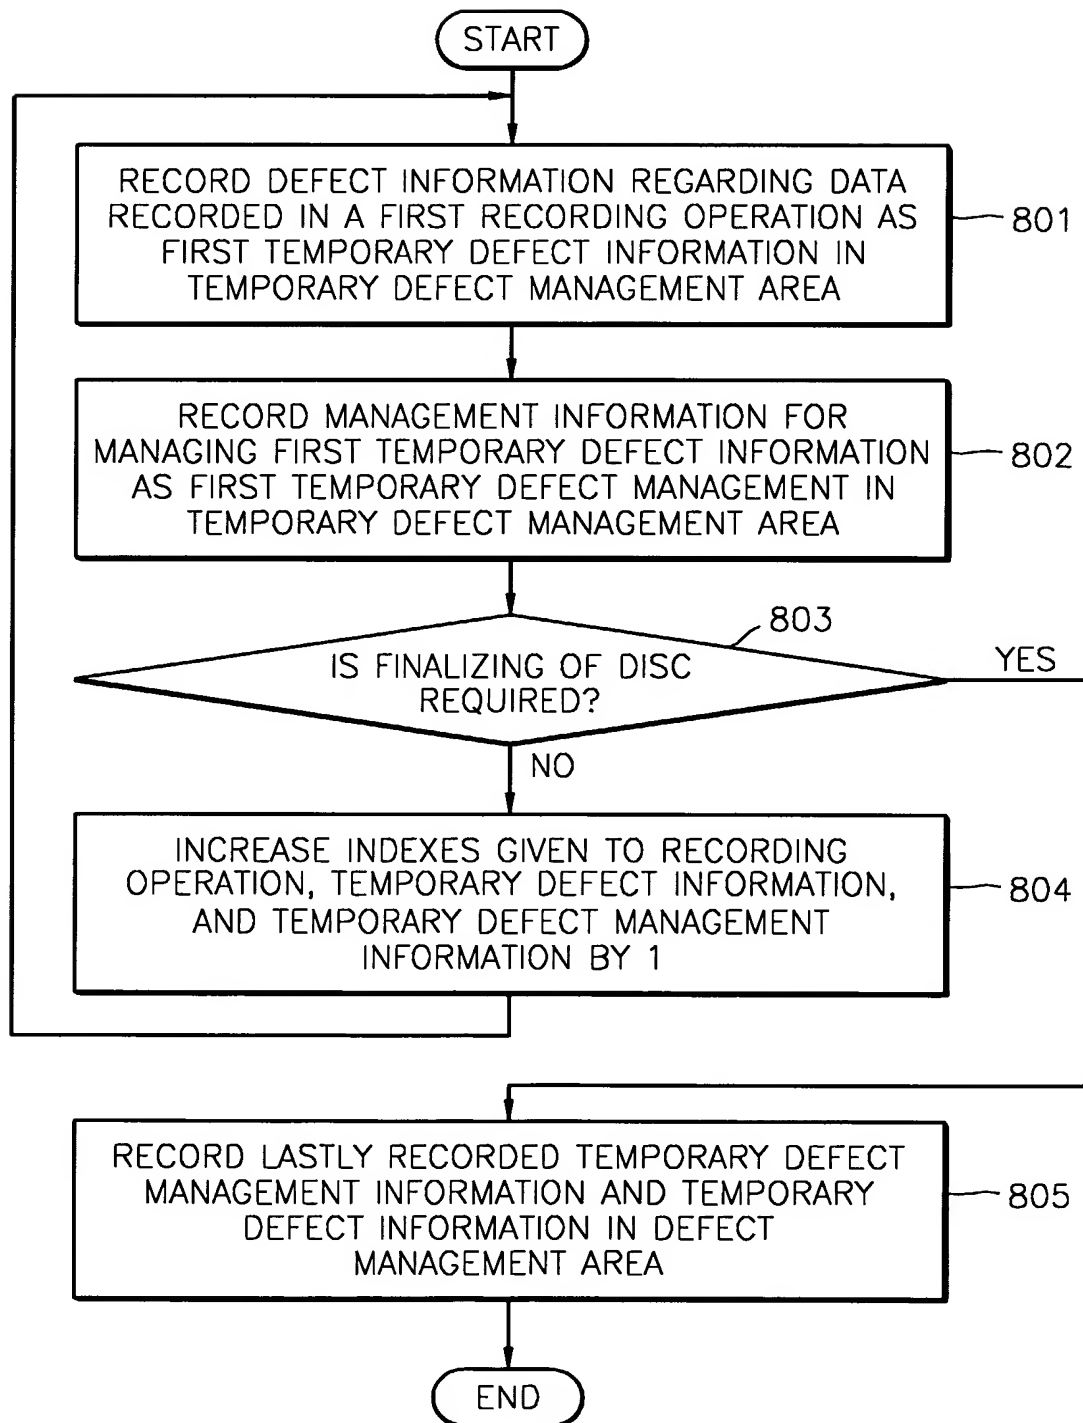 START
RECORD DEFECT INFORMATION REGARDING DATA
RECORDED IN A FIRST RECORDING OPERATION AS
FIRST TEMPORARY DEFECT INFORMATION IN
TEMPORARY DEFECT MANAGEMENT AREA
801
RECORD MANAGEMENT INFORMATION FOR
MANAGING FIRST TEMPORARY DEFECT INFORMATION
AS FIRST TEMPORARY DEFECT MANAGEMENT IN
TEMPORARY DEFECT MANAGEMENT AREA
802
803
IS FINALIZING OF DISC
REQUIRED?
YES
NO
INCREASE INDEXES GIVEN TO RECORDING
OPERATION, TEMPORARY DEFECT INFORMATION,
AND TEMPORARY DEFECT MANAGEMENT
INFORMATION BY 1
804
RECORD LASTLY RECORDED TEMPORARY DEFECT
MANAGEMENT INFORMATION AND TEMPORARY
DEFECT INFORMATION IN DEFECT
MANAGEMENT AREA
805
END